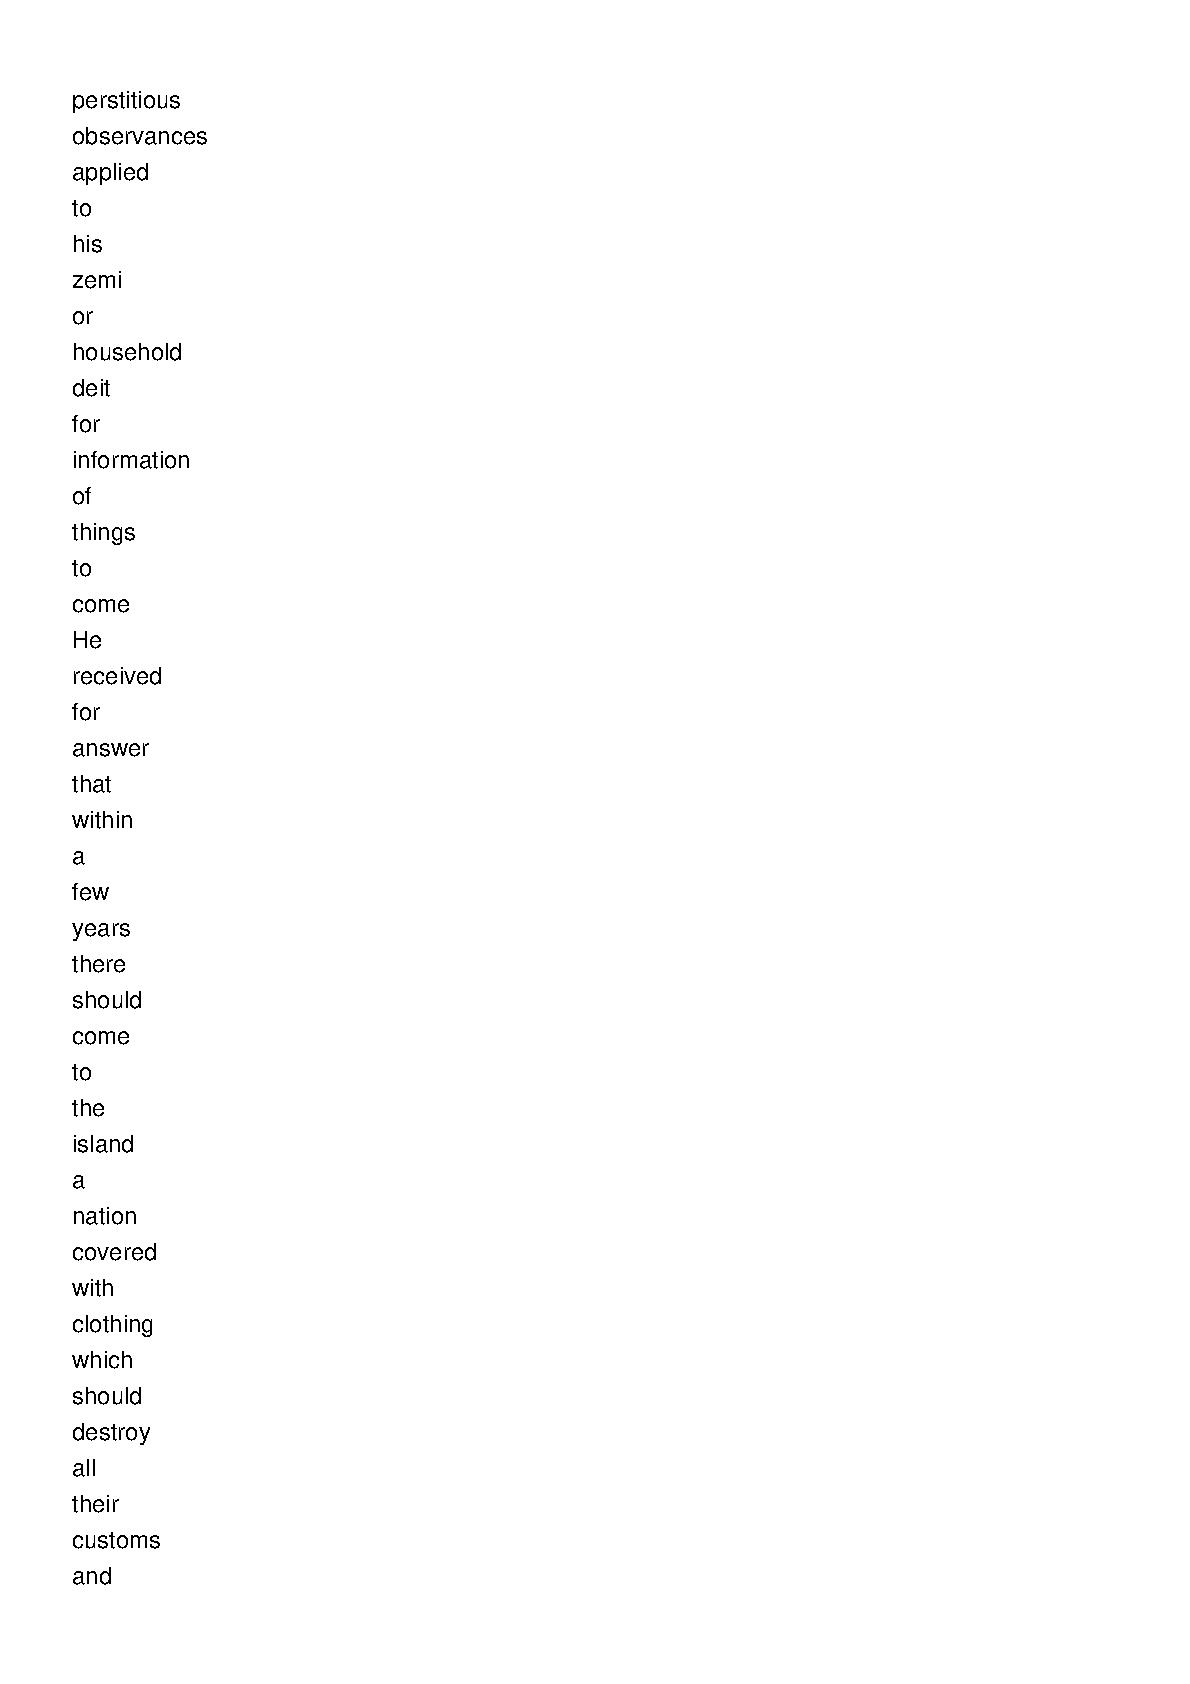 perstitious
observances
applied
to
his
zemi
or
household
deit
for
information
of
things
to
come
He
received
for
answer
that
within
a
few
years
there
should
come
to
the
island
a
nation
covered
with
clothing
which
should
destroy
all
their
customs
and